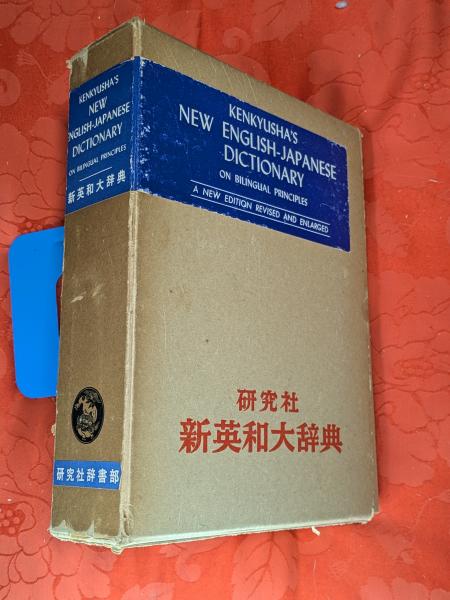 KENKYUSHA'S
NEW
ENGLISH-JAPANESE
DICTIONARY
ON BILINGUAL PRINCIPLES
新英和大辞典
研究社辞書部
KENKYUSHA'S
NEW ENGLISH-JAPANESE
DICTIONARY
ON BILINGUAL PRINCIPLES
A NEW EDITION REVISED AND ENLARGED
研究社
新英和大辞典